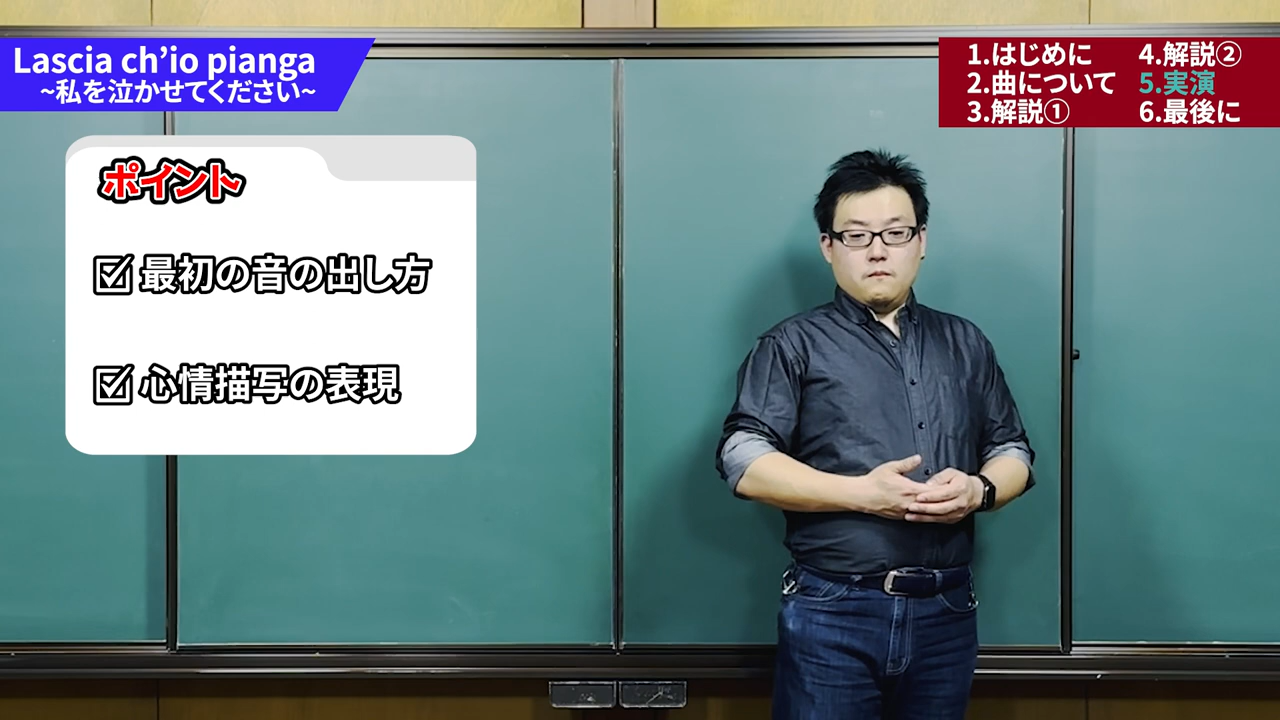 Lascia ch’io pianga
~私を泣かせてください~
1.はじめに
2.曲について
3.解説①
4.解説②
5.実演
6.最後に
ポイント
☑ 最初の音の出し方
☑ 心情描写の表現